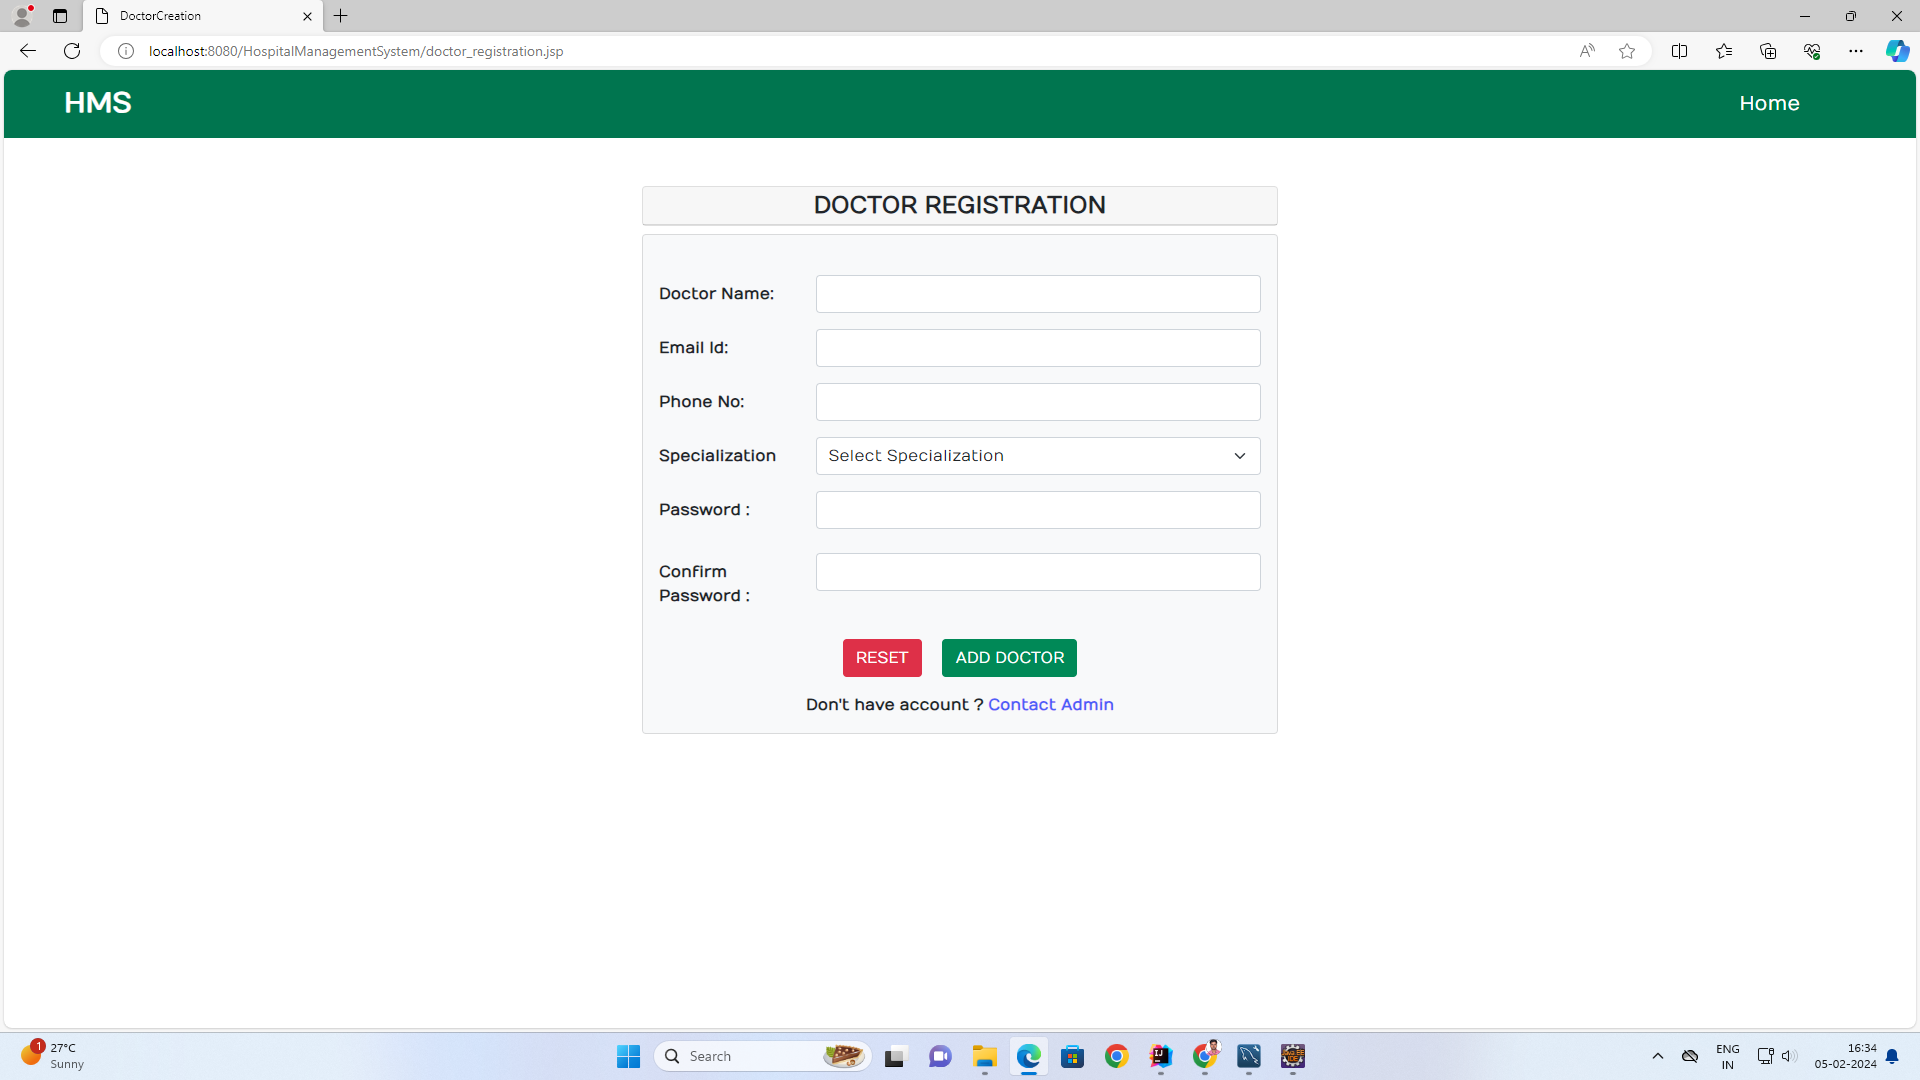 DoctorCreation
localhost:8080/HospitalManagementSystem/doctor_registration.jsp
HMS
Home
DOCTOR REGISTRATION
Doctor Name:
Email Id:
Phone No:
Specialization
Select Specialization
Password :
Confirm
Password :
RESET
ADD DOCTOR
Don't have account ? Contact Admin
1
27°C
Sunny
Search
ENG
IN
16:34
05-02-2024